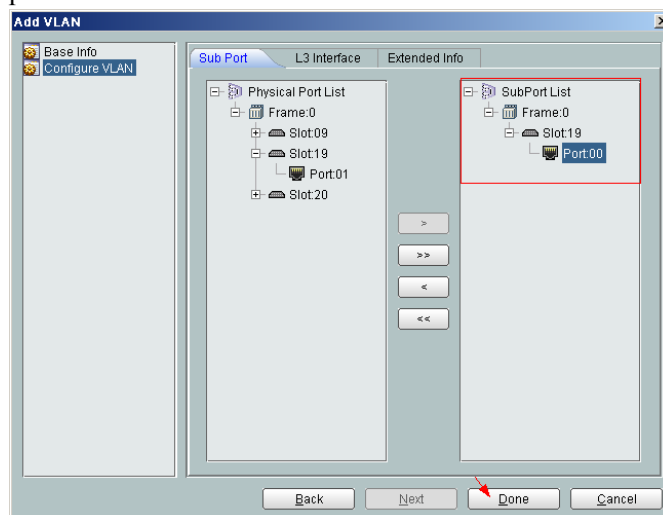 Add VLAN
Base Info
Configure VLAN
Sub Port L3 Interface Extended Info
Physical Port List
Frame:0
Slot:09
Slot:19
Port:01
Slot:20
>
>>
<
<<
SubPort List
Frame:0
Slot:19
Port:00
Back Next Done Cancel